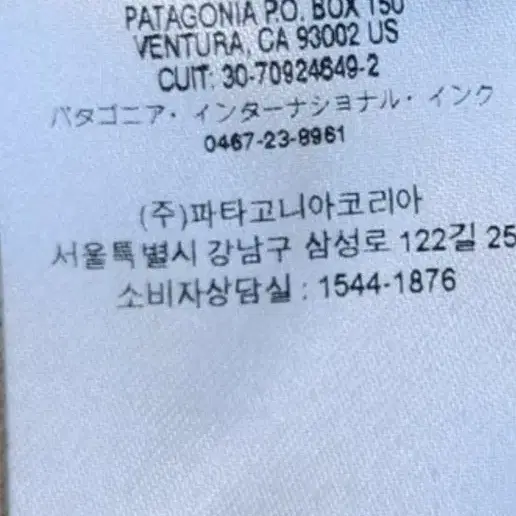 PATAGONIA P.O. BOX 150
VENTURA, CA 93002 US
CUIT: 30-70924649-2
パタゴニア・インターナショナル・インク
0467-23-8961
(주)파타고니아코리아
서울특별시 강남구 삼성로 122길 25
소비자상담실 : 1544-1876